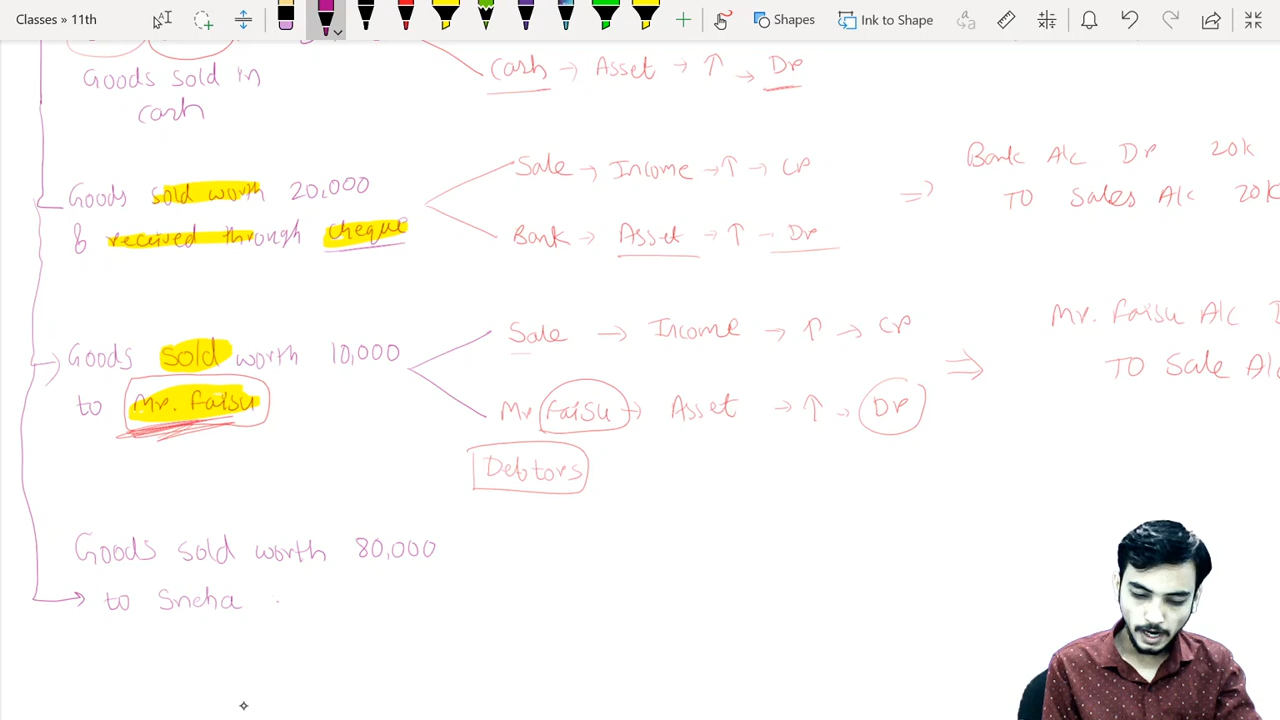 Classes » 11th
Shapes
Ink to Shape
Goods sold in
cash
Cash → Asset → ↑ → Dr
Goods sold worth 20,000
& received through cheque
Sale → Income → ↑ → Cr
Bank → Asset → ↑ → Dr
⇒ Bank A/c Dr 20k
TO Sales A/c 20k
Goods sold worth 10,000
to Mr. Faisu
Sale → Income → ↑ → Cr
Mr Faisu → Asset → ↑ → Dr
Debtors
⇒ Mr. Faisu A/c
TO Sale A/c
Goods sold worth 80,000
→ to Sneha